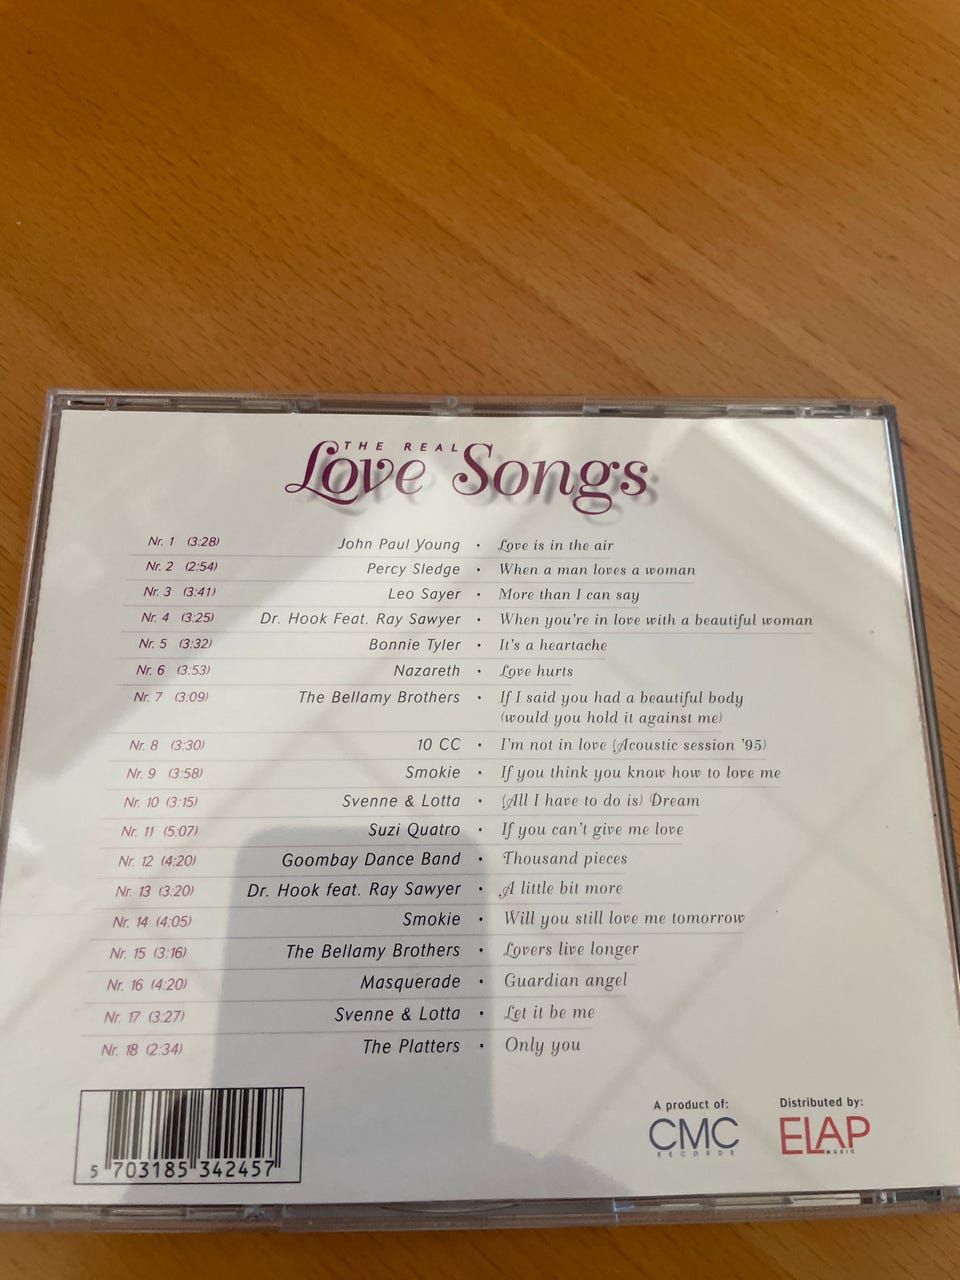 THE REAL
Love Songs
Nr. 1 (3:28) John Paul Young • Love is in the air
Nr. 2 (2:54) Percy Sledge • When a man loves a woman
Nr. 3 (3:41) Leo Sayer • More than I can say
Nr. 4 (3:25) Dr. Hook Feat. Ray Sawyer • When you're in love with a beautiful woman
Nr. 5 (3:32) Bonnie Tyler • It's a heartache
Nr. 6 (3.53) Nazareth • Love hurts
Nr. 7 (3:09) The Bellamy Brothers • If I said you had a beautiful body
(would you hold it against me)
Nr. 8 (3:30) 10 CC • I'm not in love (Acoustic session '95)
Nr. 9 (3:58) Smokie • If you think you know how to love me
Nr. 10 (3:15) Svenne & Lotta • (All I have to do is) Dream
Nr. 11 (5:07) Suzi Quatro • If you can't give me love
Nr. 12 (4:20) Goombay Dance Band • Thousand pieces
Nr. 13 (3:20) Dr. Hook feat. Ray Sawyer • A little bit more
Nr. 14 (4:05) Smokie • Will you still love me tomorrow
Nr. 15 (3:16) The Bellamy Brothers • Lovers live longer
Nr. 16 (4:20) Masquerade • Guardian angel
Nr. 17 (3:27) Svenne & Lotta • Let it be me
Nr. 18 (2:34) The Platters • Only you
5 703185 342457
A product of:
CMC
RECORDS
Distributed by:
ELAP
MUSIC